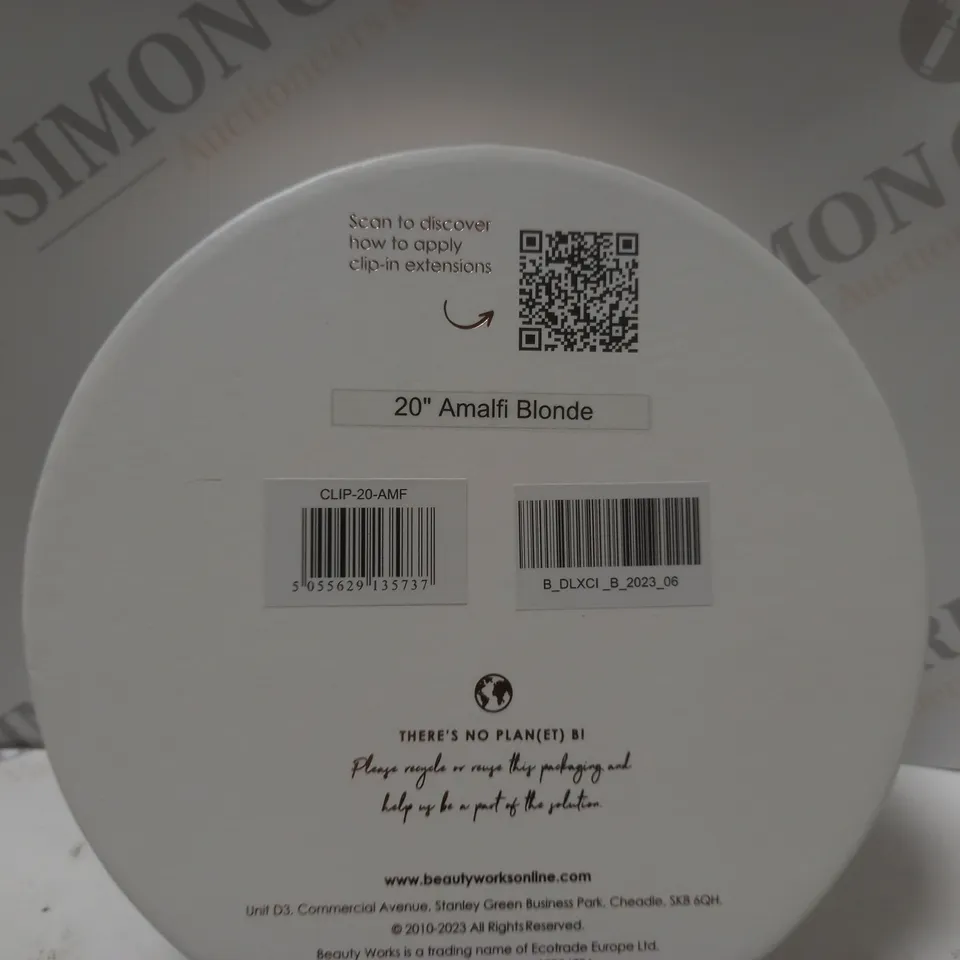 SIMON
Auctioneers &
Scan to discover
how to apply
clip-in extensions
20" Amalfi Blonde
CLIP-20-AMF
5 055629 135737
B_DLXCI _B_2023_06
THERE'S NO PLAN(ET) B!
Please recycle or reuse this packaging and
help us be a part of the solution.
www.beautyworksonline.com
Unit D3, Commercial Avenue, Stanley Green Business Park, Cheadle, SK8 6QH.
© 2010-2023 All Rights Reserved.
Beauty Works is a trading name of Ecotrade Europe Ltd.